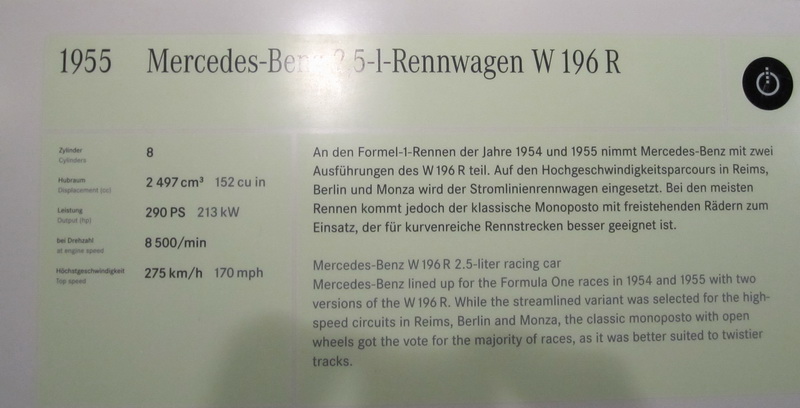 1955 Mercedes-Benz 2.5-l-Rennwagen W 196 R
Zylinder 8
Cylinders
Hubraum 2 497 cm³ 152 cu in
Displacement (cc)
Leistung 290 PS 213 kW
Output (hp)
bei Drehzahl 8 500/min
at engine speed
Höchstgeschwindigkeit 275 km/h 170 mph
Top speed
An den Formel-1-Rennen der Jahre 1954 und 1955 nimmt Mercedes-Benz mit zwei
Ausführungen des W 196 R teil. Auf den Hochgeschwindigkeitsparcours in Reims,
Berlin und Monza wird der Stromlinienrennwagen eingesetzt. Bei den meisten
Rennen kommt jedoch der klassische Monoposto mit freistehenden Rädern zum
Einsatz, der für kurvenreiche Rennstrecken besser geeignet ist.
Mercedes-Benz W 196 R 2.5-liter racing car
Mercedes-Benz lined up for the Formula One races in 1954 and 1955 with two
versions of the W 196 R. While the streamlined variant was selected for the high-
speed circuits in Reims, Berlin and Monza, the classic monoposto with open
wheels got the vote for the majority of races, as it was better suited to twistier
tracks.